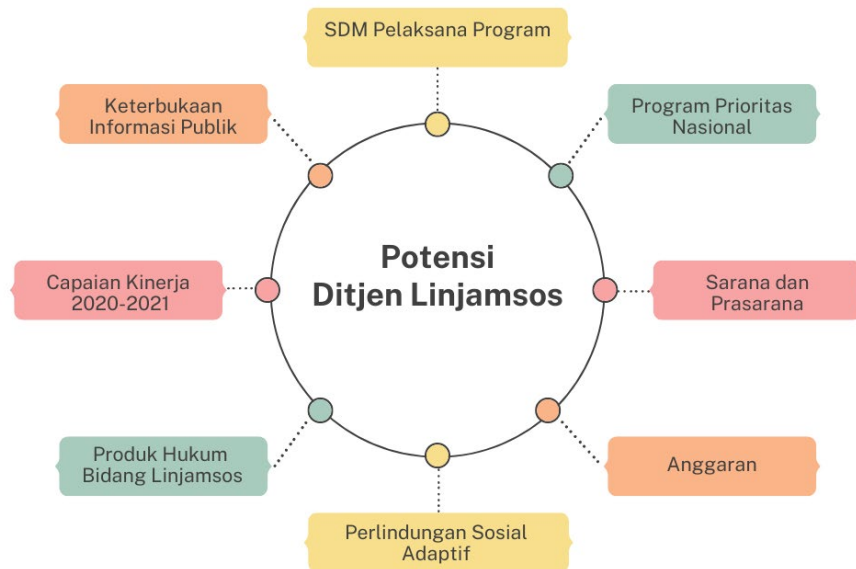 SDM Pelaksana Program
Keterbukaan
Informasi Publik
Program Prioritas
Nasional
Potensi
Ditjen Linjamsos
Capaian Kinerja
2020-2021
Sarana dan
Prasarana
Produk Hukum
Bidang Linjamsos
Anggaran
Perlindungan Sosial
Adaptif